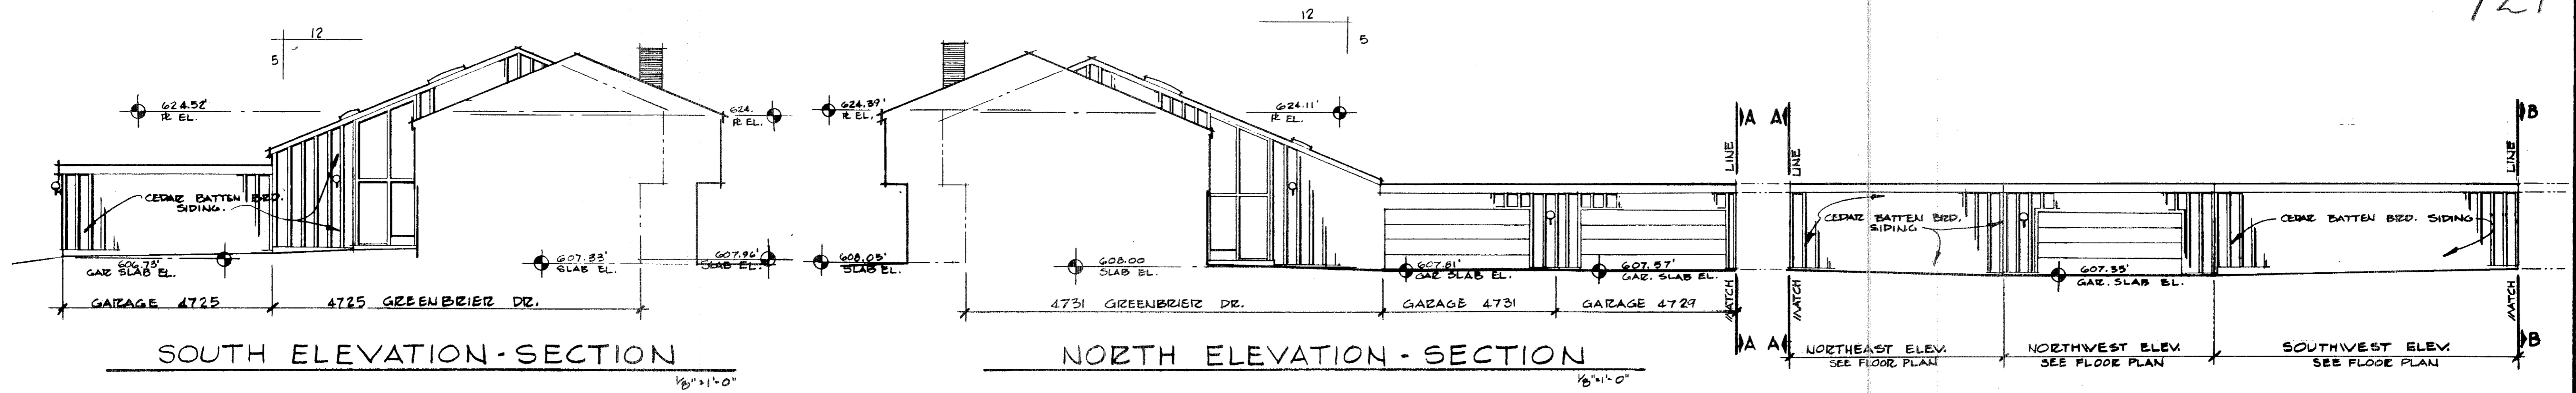 12
5
624.52'
PL EL.
624.
PL EL.
CEDAR BATTEN BRD.
SIDING.
606.73'
GAR SLAB EL.
607.33'
SLAB EL.
607.96'
SLAB EL.
GARAGE 4725
4725 GREENBRIER DR.
SOUTH ELEVATION - SECTION
1/8"=1'-0"
12
5
624.39'
PL EL.
624.11'
PL EL.
608.05'
SLAB EL.
608.00
SLAB EL.
607.81'
GAR SLAB EL.
607.57'
GAR. SLAB EL.
4731 GREENBRIER DR.
GARAGE 4731
GARAGE 4729
NORTH ELEVATION - SECTION
1/8"=1'-0"
A A
MATCH LINE
MATCH LINE
A A
CEDAR BATTEN BRD.
SIDING
607.35'
GAR. SLAB EL.
CEDAR BATTEN BRD. SIDING
NORTHEAST ELEV.
SEE FLOOR PLAN
NORTHWEST ELEV.
SEE FLOOR PLAN
SOUTHWEST ELEV.
SEE FLOOR PLAN
B
MATCH LINE
B